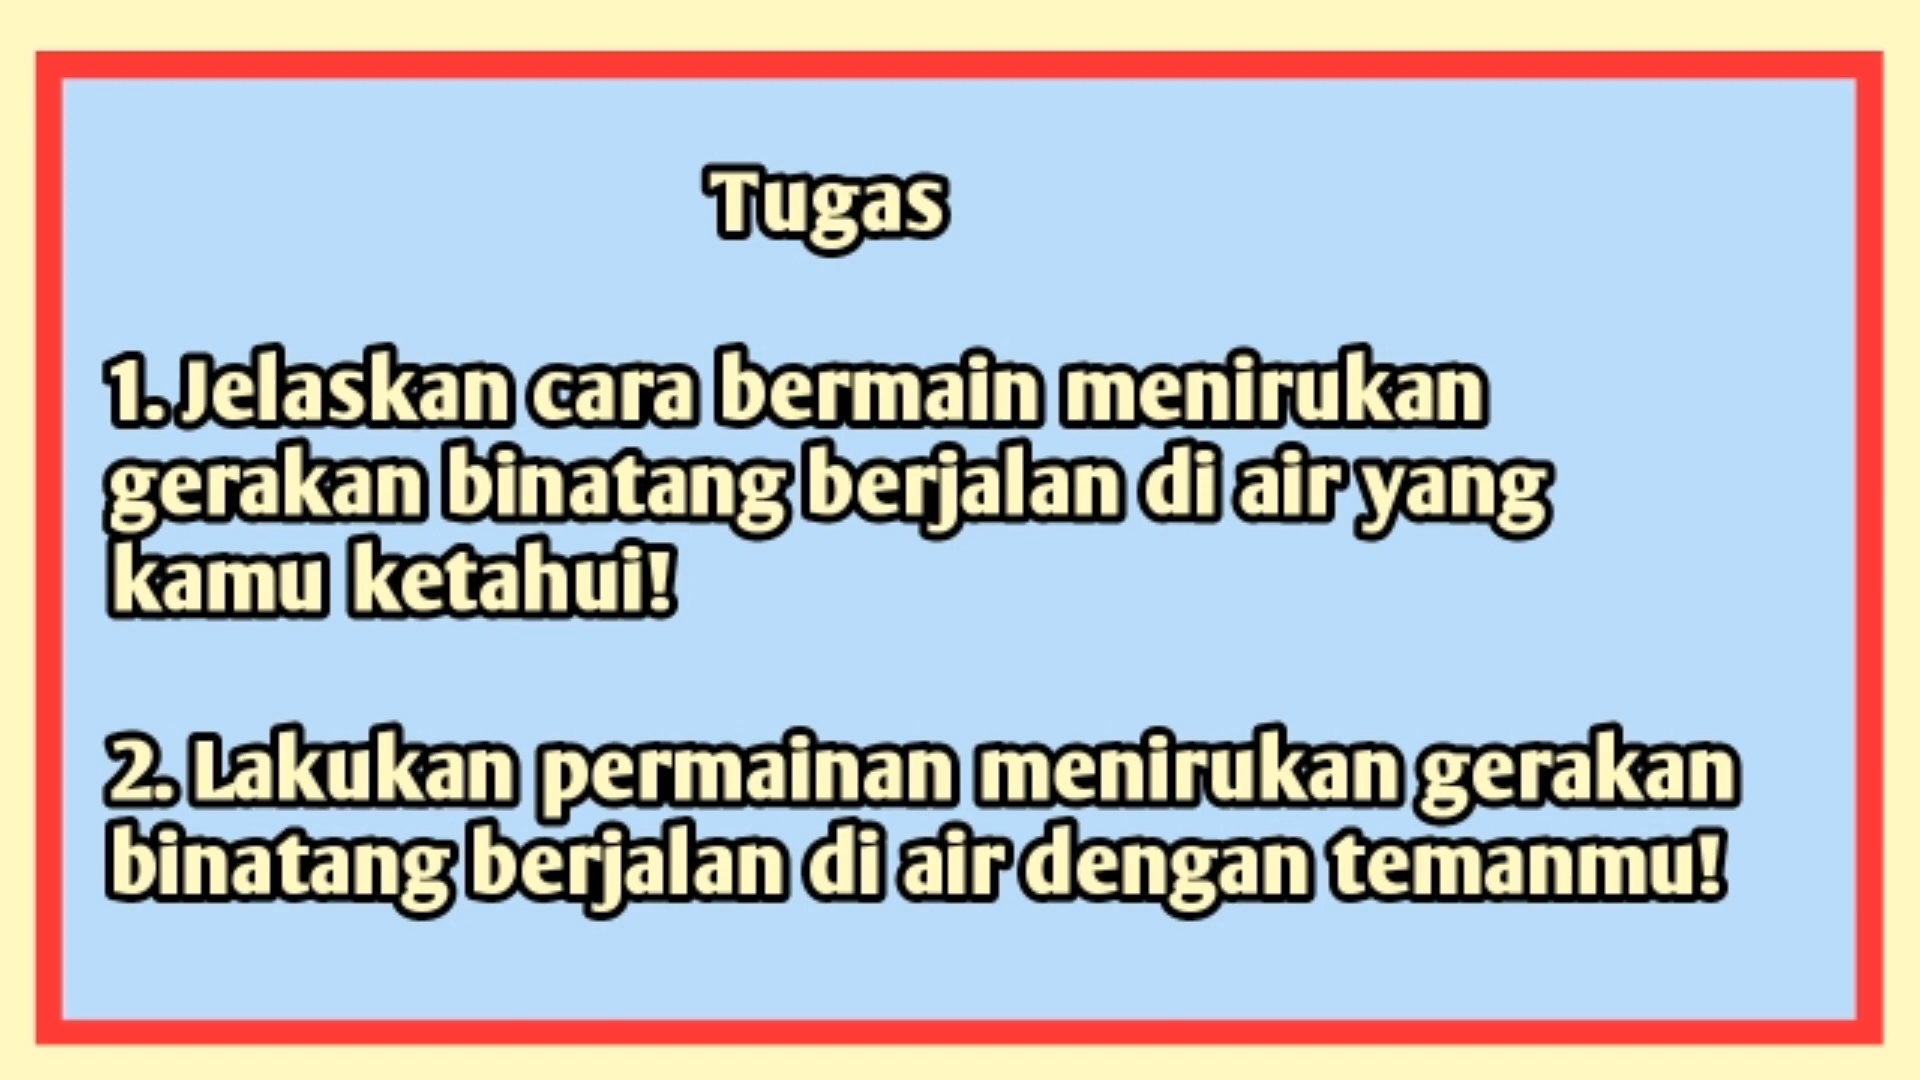 Tugas
1. Jelaskan cara bermain menirukan
gerakan binatang berjalan di air yang
kamu ketahui!
2. Lakukan permainan menirukan gerakan
binatang berjalan di air dengan temanmu!